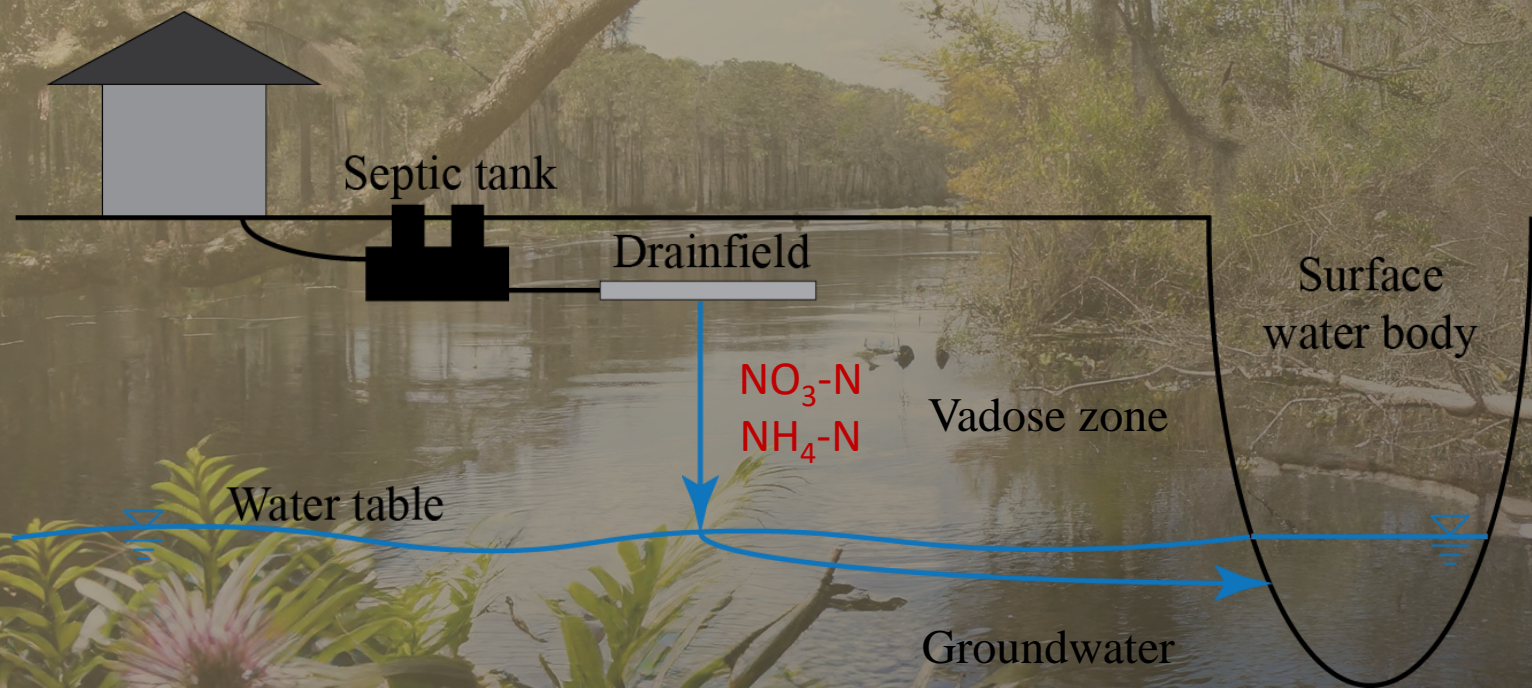 Septic tank
Drainfield
Surface
water body
NO₃-N
NH₄-N
Vadose zone
Water table
Groundwater